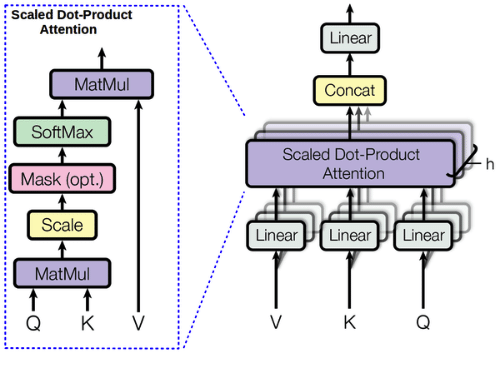 Scaled Dot-Product
Attention
MatMul
SoftMax
Mask (opt.)
Scale
MatMul
Q K V
Linear
Concat
Scaled Dot-Product
Attention
h
Linear Linear Linear
V K Q